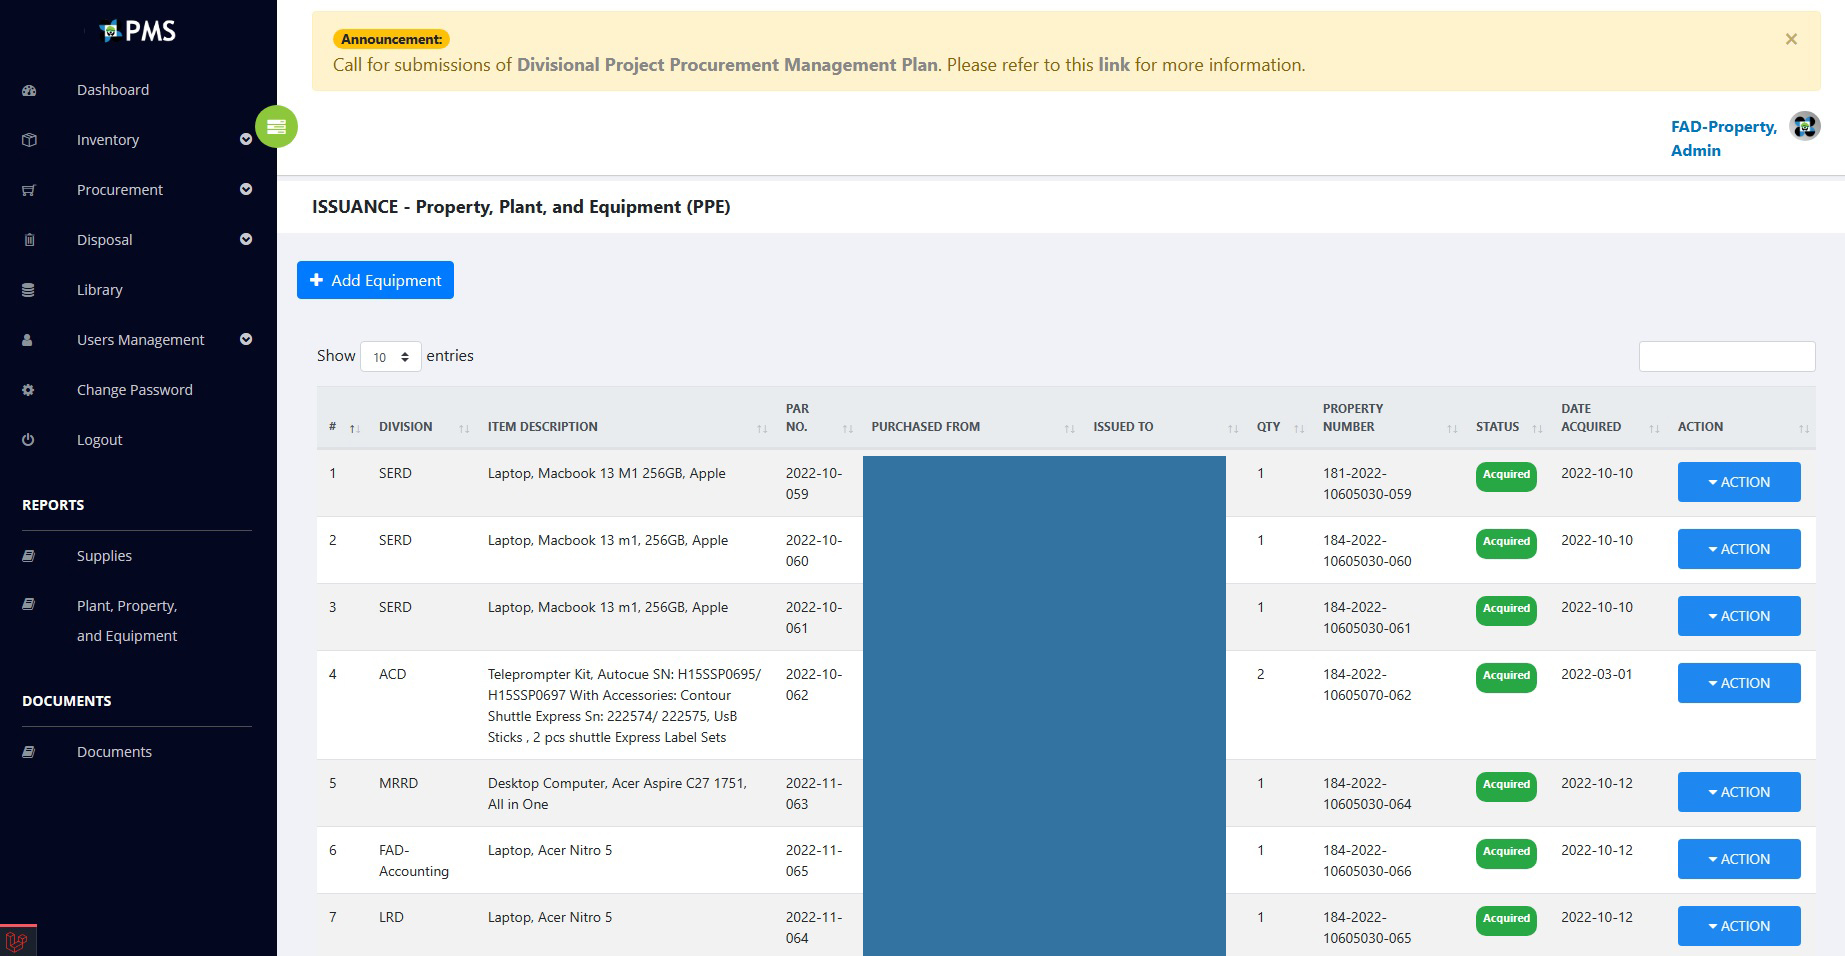 PMS
Dashboard
Inventory
Procurement
Disposal
Library
Users Management
Change Password
Logout
REPORTS
Supplies
Plant, Property,
and Equipment
DOCUMENTS
Documents
Announcement:
Call for submissions of Divisional Project Procurement Management Plan. Please refer to this link for more information.
×
FAD-Property,
Admin
ISSUANCE - Property, Plant, and Equipment (PPE)
+ Add Equipment
Show 10 entries
# DIVISION ITEM DESCRIPTION PAR NO. PURCHASED FROM ISSUED TO QTY PROPERTY NUMBER STATUS DATE ACQUIRED ACTION
1 SERD Laptop, Macbook 13 M1 256GB, Apple 2022-10- 1 181-2022- Acquired 2022-10-10 ACTION
059 10605030-059
2 SERD Laptop, Macbook 13 m1, 256GB, Apple 2022-10- 1 184-2022- Acquired 2022-10-10 ACTION
060 10605030-060
3 SERD Laptop, Macbook 13 m1, 256GB, Apple 2022-10- 1 184-2022- Acquired 2022-10-10 ACTION
061 10605030-061
4 ACD Teleprompter Kit, Autocue SN: H15SSP0695/ 2022-10- 2 184-2022- Acquired 2022-03-01 ACTION
H15SSP0697 With Accessories: Contour 062 10605070-062
Shuttle Express Sn: 222574/ 222575, UsB
Sticks , 2 pcs shuttle Express Label Sets
5 MRRD Desktop Computer, Acer Aspire C27 1751, 2022-11- 1 184-2022- Acquired 2022-10-12 ACTION
All in One 063 10605030-064
6 FAD- Laptop, Acer Nitro 5 2022-11- 1 184-2022- Acquired 2022-10-12 ACTION
Accounting 065 10605030-066
7 LRD Laptop, Acer Nitro 5 2022-11- 1 184-2022- Acquired 2022-10-12 ACTION
064 10605030-065